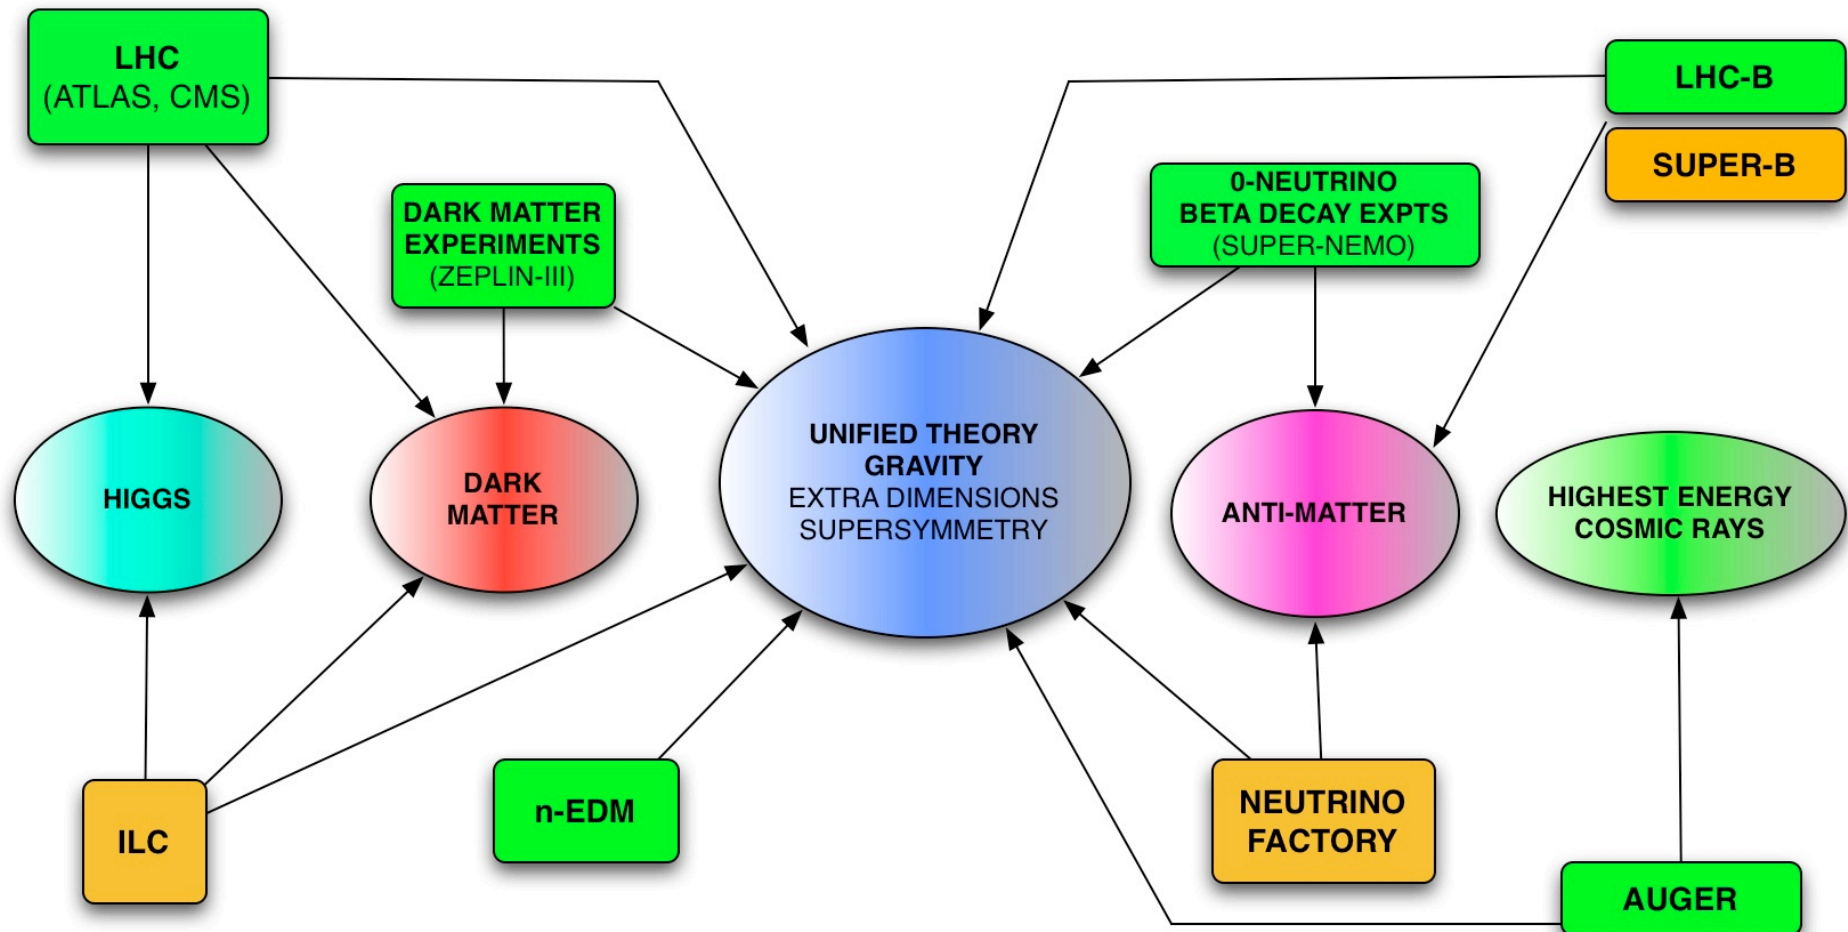 LHC
(ATLAS, CMS)
LHC-B
SUPER-B
DARK MATTER
EXPERIMENTS
(ZEPLIN-III)
0-NEUTRINO
BETA DECAY EXPTS
(SUPER-NEMO)
HIGGS
DARK
MATTER
UNIFIED THEORY
GRAVITY
EXTRA DIMENSIONS
SUPERSYMMETRY
ANTI-MATTER
HIGHEST ENERGY
COSMIC RAYS
ILC
n-EDM
NEUTRINO
FACTORY
AUGER